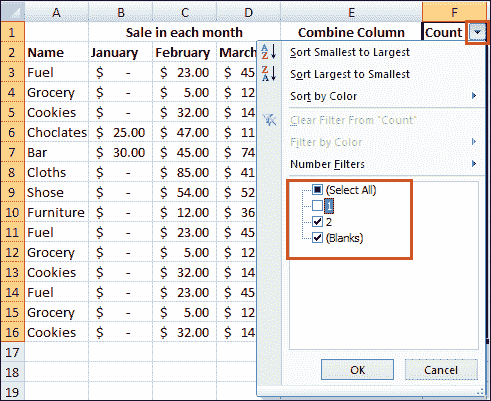 A B C D E F
1 Sale in each month Combine Column Count
2 Name January February March
3 Fuel $ - $ 23.00 $ 45
4 Grocery $ - $ 5.00 $ 12
5 Cookies $ - $ 32.00 $ 14
6 Choclates $ 25.00 $ 47.00 $ 11
7 Bar $ 30.00 $ 45.00 $ 74
8 Cloths $ - $ 85.00 $ 41
9 Shose $ - $ 54.00 $ 52
10 Furniture $ - $ 12.00 $ 36
11 Fuel $ - $ 23.00 $ 45
12 Grocery $ - $ 5.00 $ 12
13 Cookies $ - $ 32.00 $ 14
14 Fuel $ - $ 23.00 $ 45
15 Grocery $ - $ 5.00 $ 12
16 Cookies $ - $ 32.00 $ 14
17
18
19
Sort Smallest to Largest
Sort Largest to Smallest
Sort by Color
Clear Filter From "Count"
Filter by Color
Number Filters
(Select All)
1
2
(Blanks)
OK Cancel